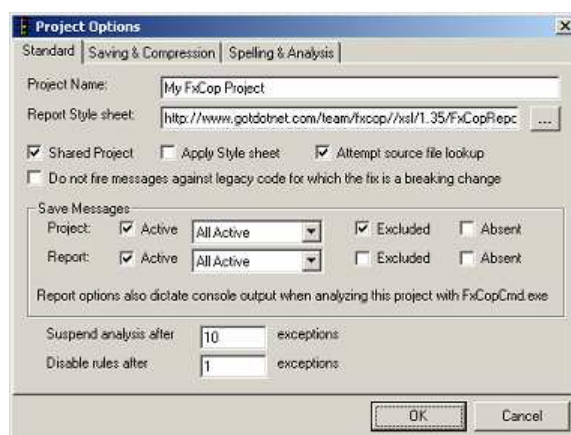 Project Options
Standard Saving & Compression Spelling & Analysis
Project Name: My FxCop Project
Report Style sheet: http://www.gotdotnet.com/team/fxcop//xsl/1.35/FxCopRepc ...
Shared Project Apply Style sheet Attempt source file lookup
Do not fire messages against legacy code for which the fix is a breaking change
Save Messages
Project: Active All Active Excluded Absent
Report: Active All Active Excluded Absent
Report options also dictate console output when analyzing this project with FxCopCmd.exe
Suspend analysis after 10 exceptions
Disable rules after 1 exceptions
OK Cancel